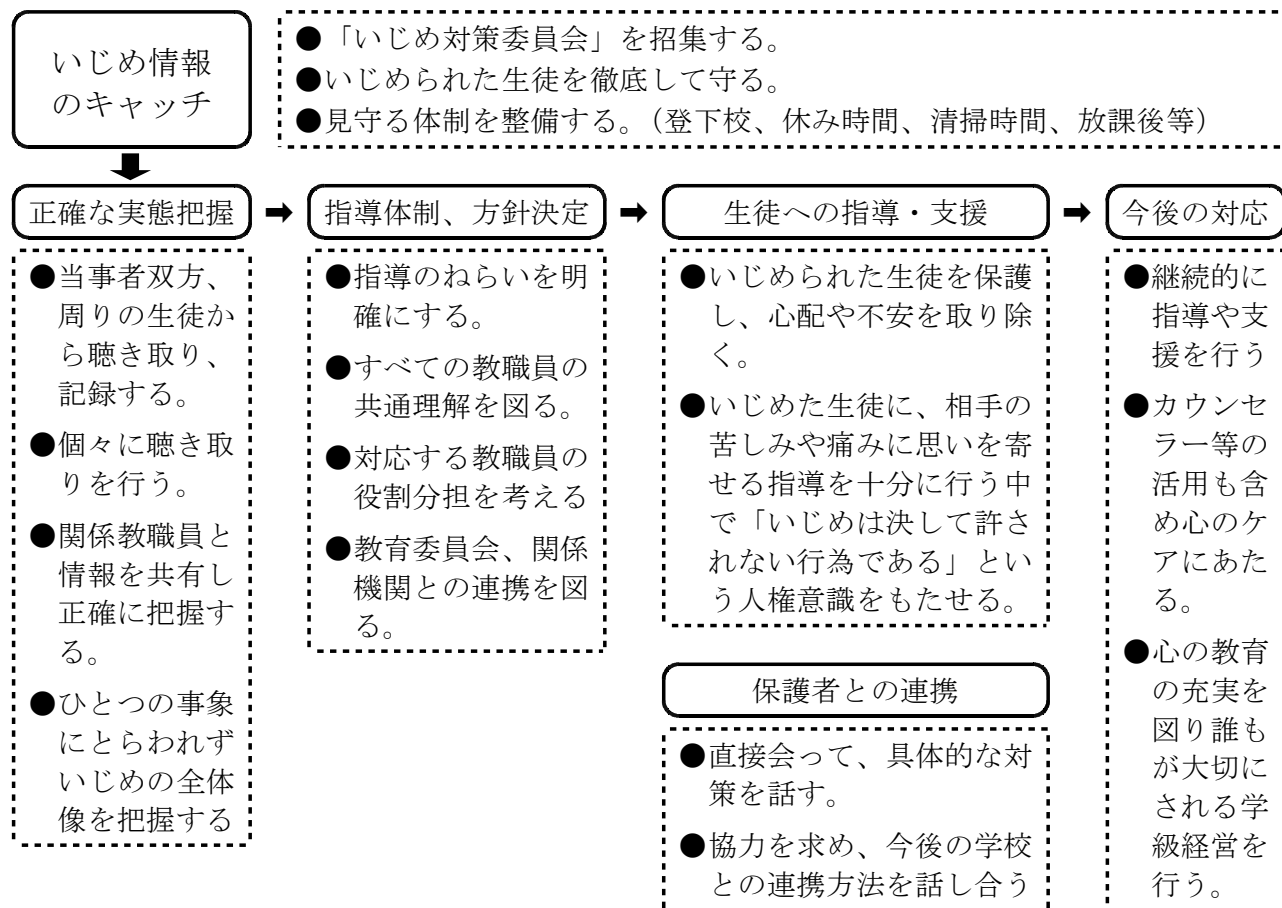 いじめ情報
のキャッチ
●「いじめ対策委員会」を招集する。
●いじめられた生徒を徹底して守る。
●見守る体制を整備する。（登下校、休み時間、清掃時間、放課後等）
正確な実態把握
●当事者双方、
周りの生徒か
ら聴き取り、
記録する。
●個々に聴き取
りを行う。
●関係教職員と
情報を共有し
正確に把握す
る。
●ひとつの事象
にとらわれず
いじめの全体
像を把握する
指導体制、方針決定
●指導のねらいを明
確にする。
●すべての教職員の
共通理解を図る。
●対応する教職員の
役割分担を考える
●教育委員会、関係
機関との連携を図
る。
生徒への指導・支援
●いじめられた生徒を保護
し、心配や不安を取り除
く。
●いじめた生徒に、相手の
苦しみや痛みに思いを寄
せる指導を十分に行う中
で「いじめは決して許さ
れない行為である」とい
う人権意識をもたせる。
保護者との連携
●直接会って、具体的な対
策を話す。
●協力を求め、今後の学校
との連携方法を話し合う
今後の対応
●継続的に
指導や支
援を行う
●カウンセ
ラー等の
活用も含
め心のケ
アにあた
る。
●心の教育
の充実を
図り誰も
が大切に
される学
級経営を
行う。